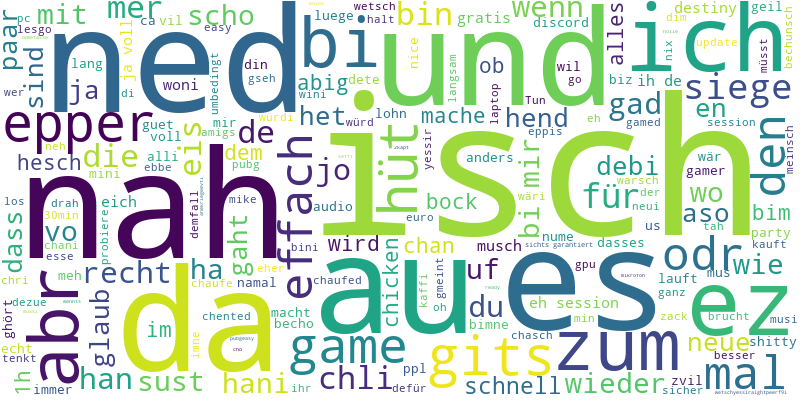 ned
und
ich
isch
nah
da
au
es
bi
ez
abr
epper
zum
odr
hüt
effach
game
gits
mal
siege
für
den
bin
wenn
mit
mer
scho
paar
sind
ja
ca
vil
luege
gratis
discord
destiny
geil
alles
nix
update
dim
bechunsch
müsst
wetsch
halt
easy
pc
lesgo
wer
lang
ja voll
di
woni
umbedingt
gseh
din
wini
abig
dete
nice
langsam
ob
laptop
wil
go
biz
ih de
gad
en
session
gamed
Tun
eh
hend
mache
lohn
würd
het
de
eis
guet
voll
mir
amigs
würdi
neh
die
dem
alli
pubg
hesch
mini
ebbe
jo
yessir
eppis
anders
wär
gamer
debi
warsch
der
neui
wo
meinsch
dass
los
drah
30min
eich
vo
chani
probiere
demfall
mike
gaht
audio
bock
euro
bi mir
wäri
aso
us
tah
bim
party
kauft
esse
meh
eher
bini
wird
chan
musch
nume
dasses
sichts garantiert
wie
lauft
mus
ganz
chri
recht
ha
namal
chaufe
chaufed
chicken
gmeint
oh
kaffi
uf
gpu
du
dezue
ghört
glaub
im
chented
macht
becho
eh session
bimne
min
chasch
zack
brucht
musi
echt
tenkt
neue
shitty
besser
1h
immer
han
sust
hani
ihr
chli
ppl
defür
schnell
wieder
zvil
sicher
cno
pubgeasy
ready